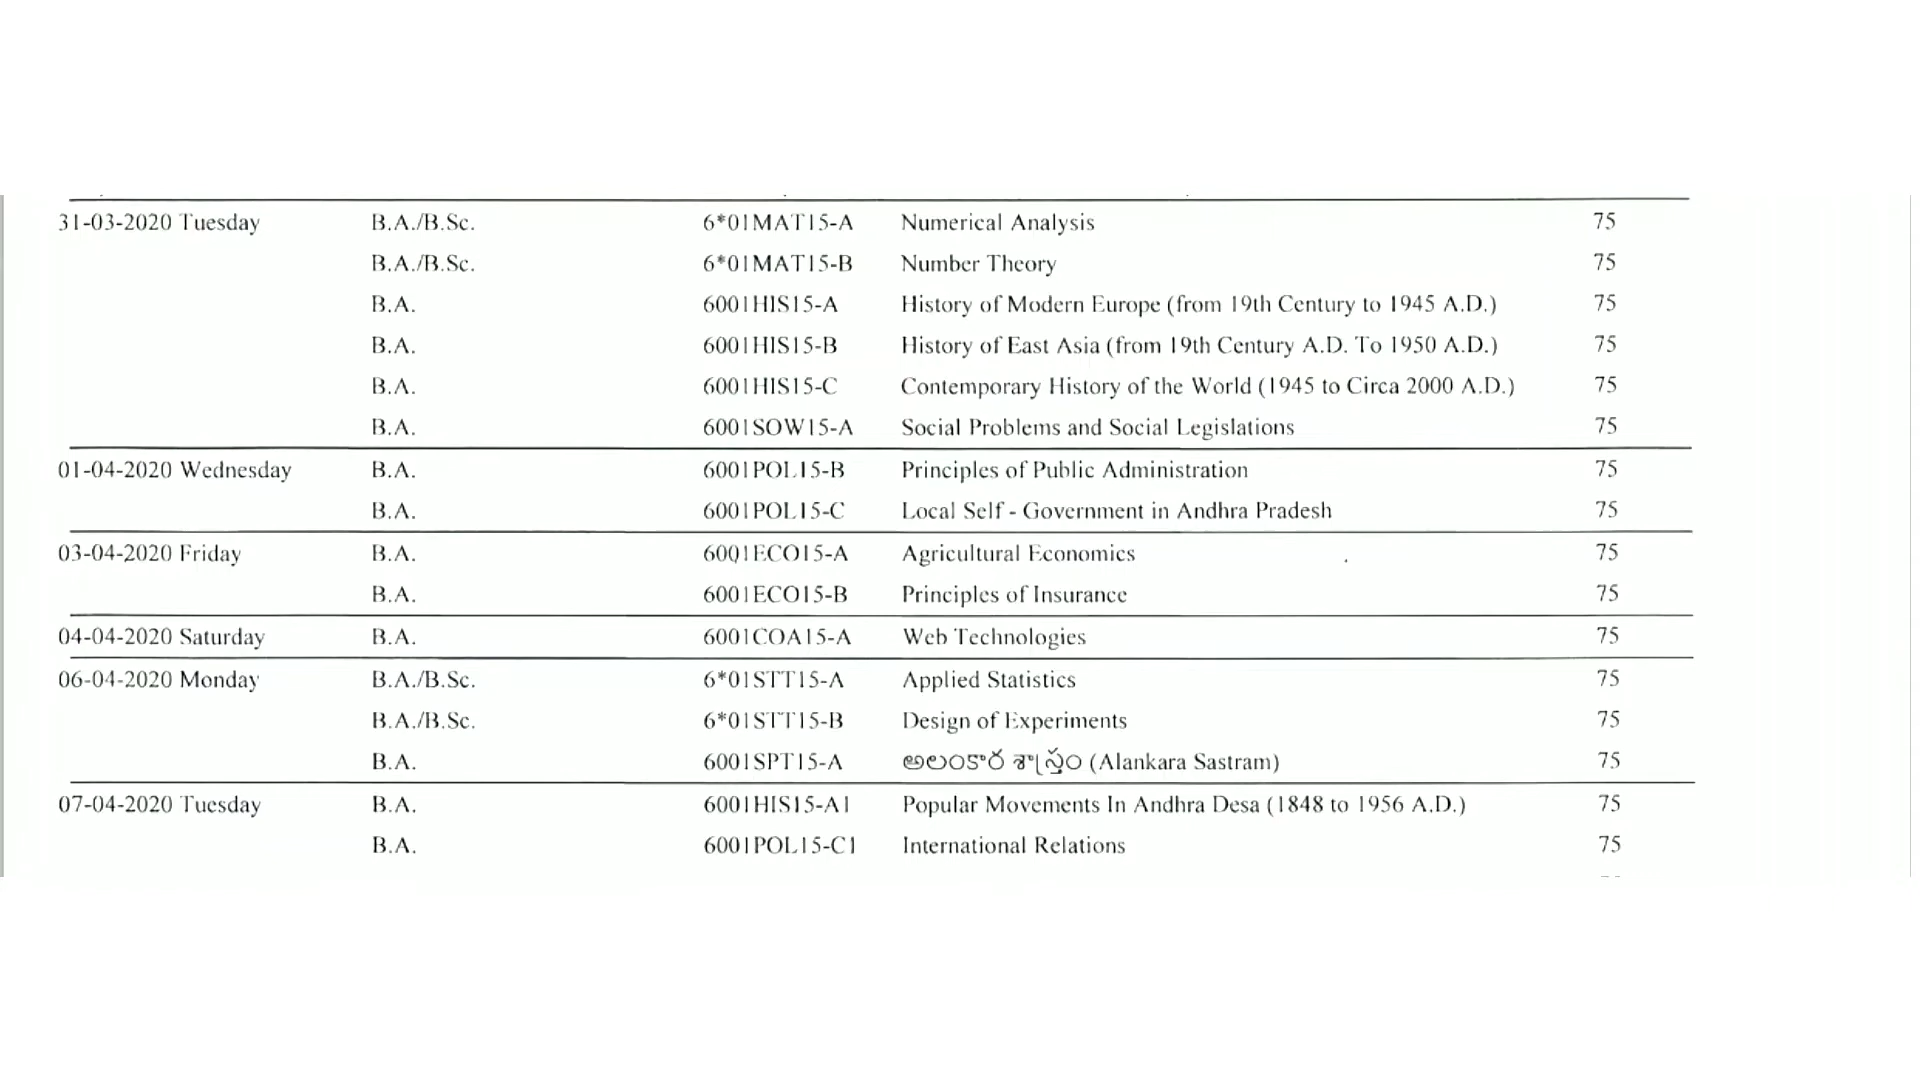 31-03-2020 Tuesday B.A./B.Sc. 6*01MAT15-A Numerical Analysis 75
B.A./B.Sc. 6*01MAT15-B Number Theory 75
B.A. 6001HIS15-A History of Modern Europe (from 19th Century to 1945 A.D.) 75
B.A. 6001HIS15-B History of East Asia (from 19th Century A.D. To 1950 A.D.) 75
B.A. 6001HIS15-C Contemporary History of the World (1945 to Circa 2000 A.D.) 75
B.A. 6001SOW15-A Social Problems and Social Legislations 75
01-04-2020 Wednesday B.A. 6001POL15-B Principles of Public Administration 75
B.A. 6001POL15-C Local Self - Government in Andhra Pradesh 75
03-04-2020 Friday B.A. 6001ECO15-A Agricultural Economics 75
B.A. 6001ECO15-B Principles of Insurance 75
04-04-2020 Saturday B.A. 6001COA15-A Web Technologies 75
06-04-2020 Monday B.A./B.Sc. 6*01STT15-A Applied Statistics 75
B.A./B.Sc. 6*01STT15-B Design of Experiments 75
B.A. 6001SPT15-A అలంకార శాస్త్రం (Alankara Sastram) 75
07-04-2020 Tuesday B.A. 6001HIS15-A1 Popular Movements In Andhra Desa (1848 to 1956 A.D.) 75
B.A. 6001POL15-C1 International Relations 75